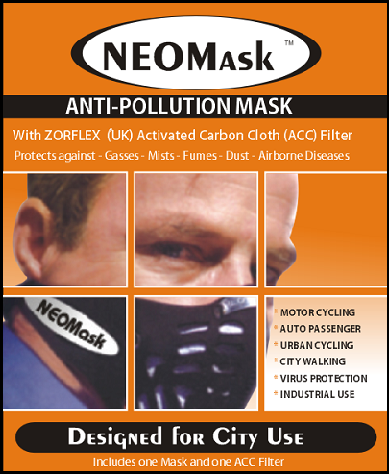 NEOMASK ™
ANTI-POLLUTION MASK
With ZORFLEX (UK) Activated Carbon Cloth (ACC) Filter
Protects against - Gasses - Mists - Fumes - Dust - Airborne Diseases
NEOMask
* MOTOR CYCLING
* AUTO PASSENGER
* URBAN CYCLING
* CITY WALKING
* VIRUS PROTECTION
* INDUSTRIAL USE
DESIGNED FOR CITY USE
Includes one Mask and one ACC Filter